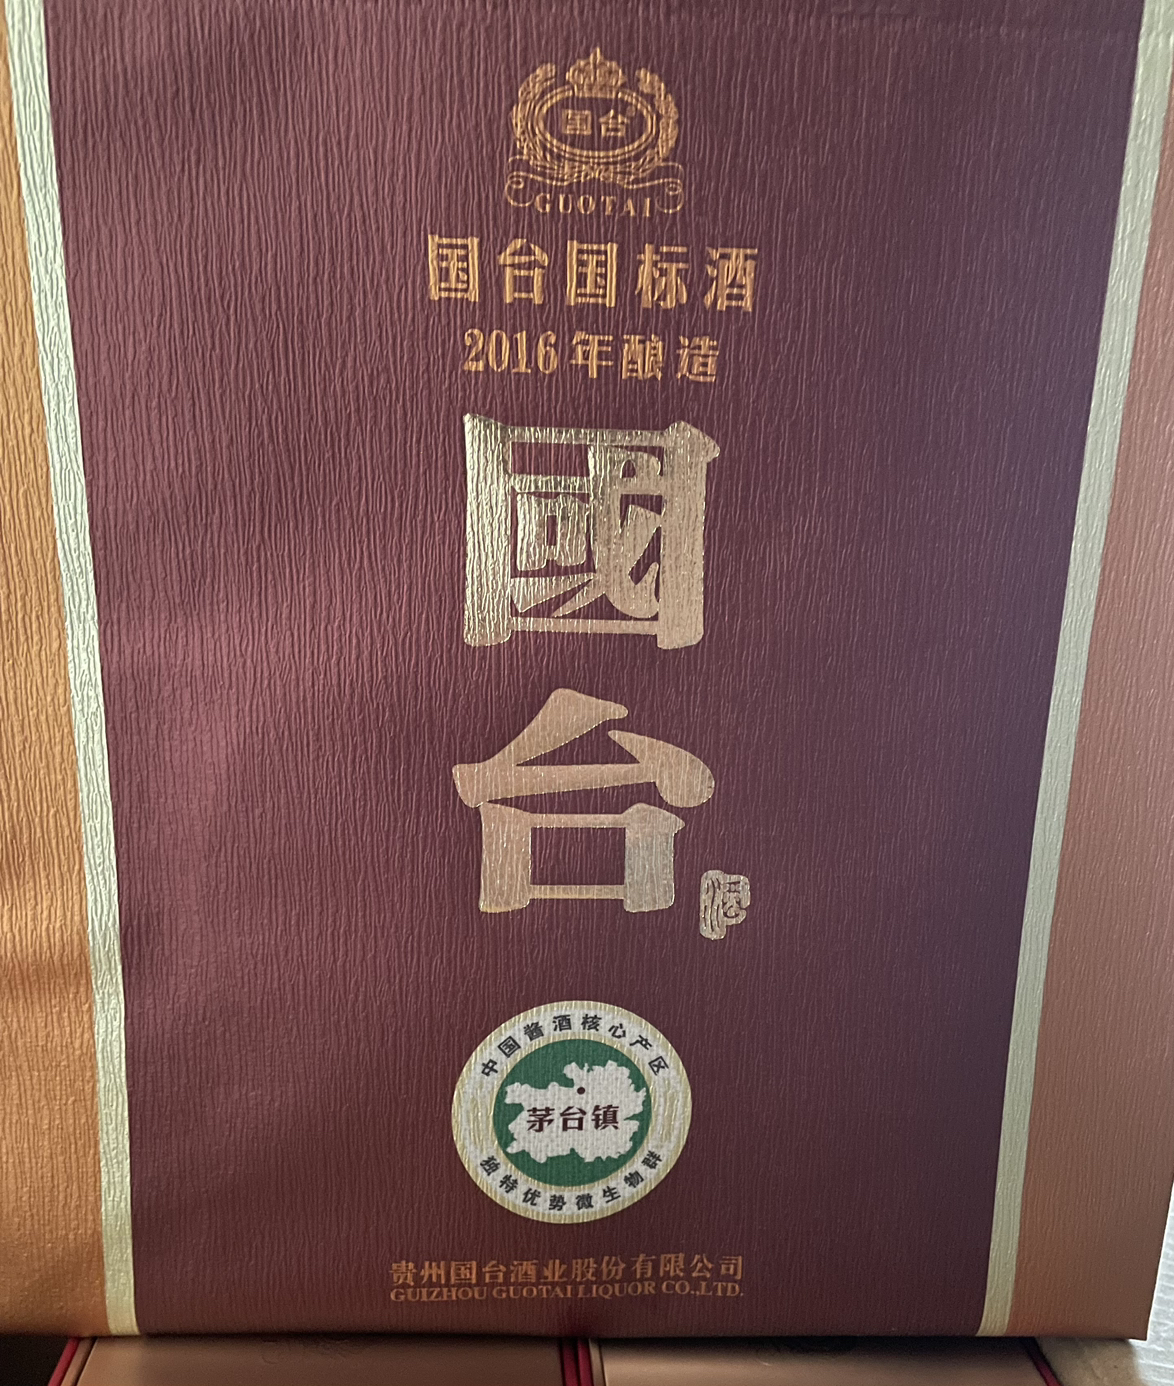 国台
GUOTAI
国台国标酒
2016年酿造
國
台
酒
中国酱酒核心产区
茅台镇
独特优势微生物群
贵州国台酒业股份有限公司
GUIZHOU GUOTAI LIQUOR CO.,LTD.